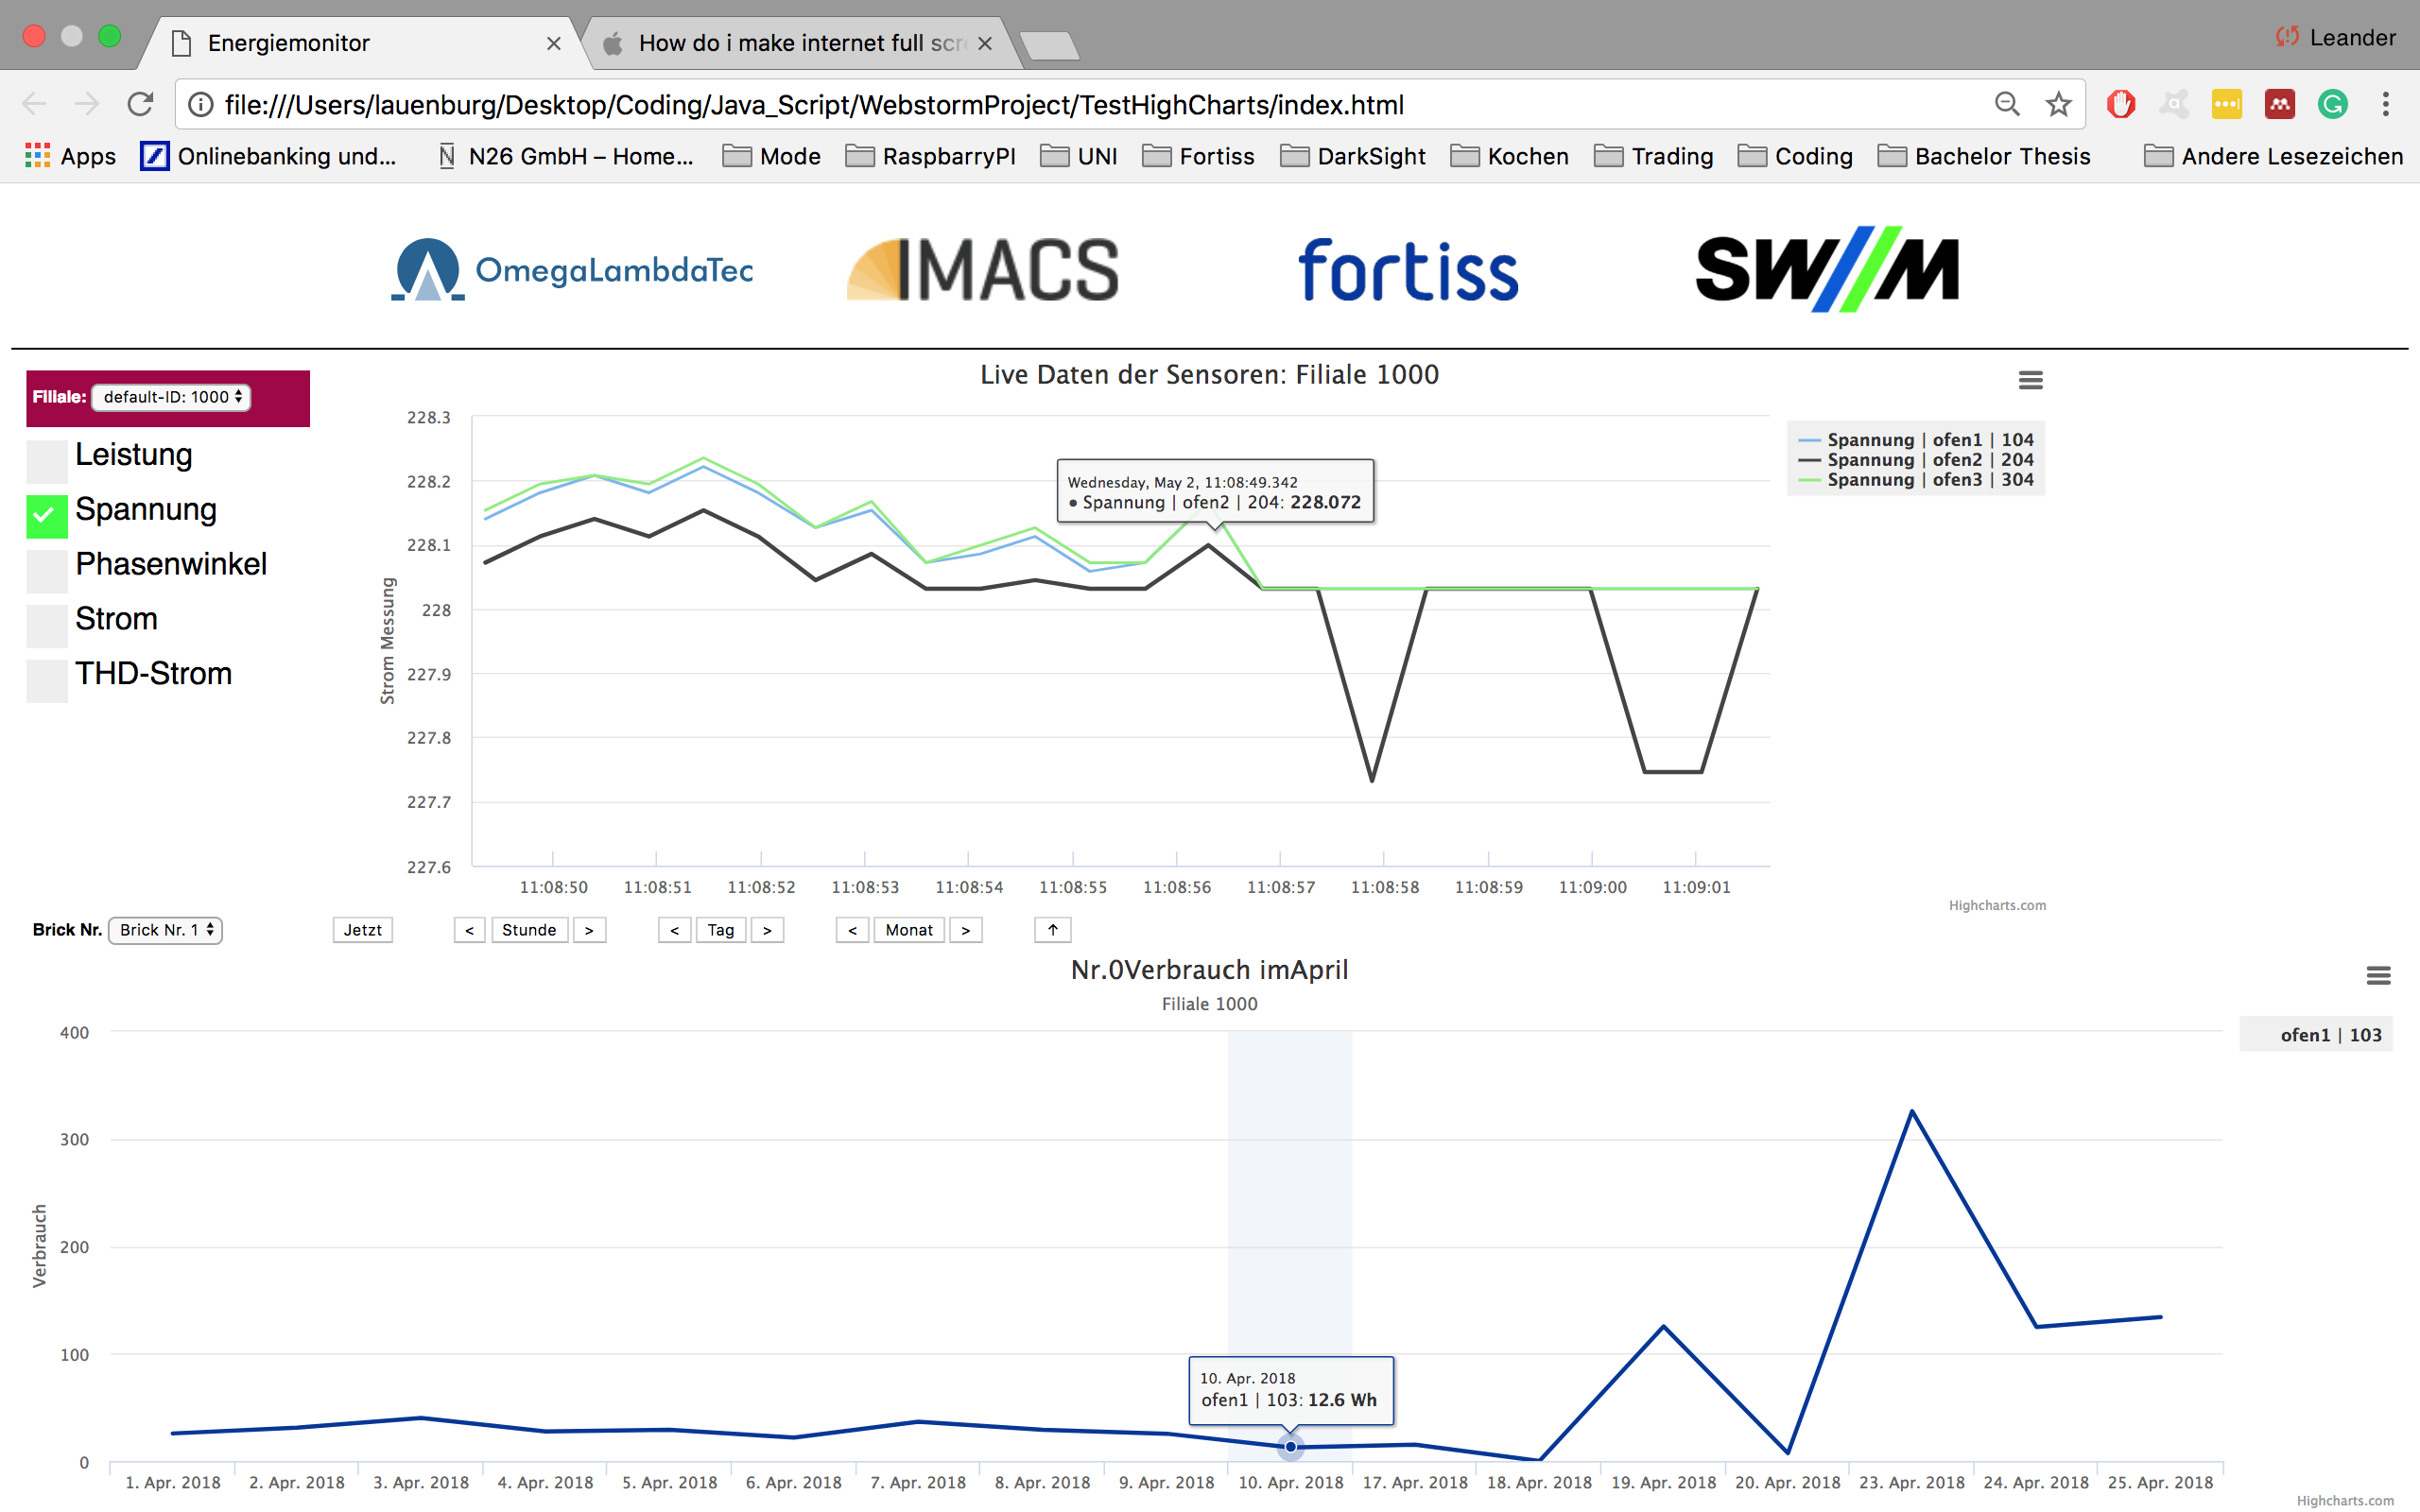 Energiemonitor
How do i make internet full scr
Leander
file:///Users/lauenburg/Desktop/Coding/Java_Script/WebstormProject/TestHighCharts/index.html
Apps Onlinebanking und... N26 GmbH – Home... Mode RaspbarryPI UNI Fortiss DarkSight Kochen Trading Coding Bachelor Thesis Andere Lesezeichen
OmegaLambdaTec IMACS fortiss SW//M
Filiale: default-ID: 1000
Leistung
Spannung
Phasenwinkel
Strom
THD-Strom
Live Daten der Sensoren: Filiale 1000
Strom Messung
228.3
228.2
228.1
228
227.9
227.8
227.7
227.6
Wednesday, May 2, 11:08:49.342
● Spannung | ofen2 | 204: 228.072
Spannung | ofen1 | 104
Spannung | ofen2 | 204
Spannung | ofen3 | 304
11:08:50 11:08:51 11:08:52 11:08:53 11:08:54 11:08:55 11:08:56 11:08:57 11:08:58 11:08:59 11:09:00 11:09:01
Highcharts.com
Brick Nr. Brick Nr. 1 Jetzt < Stunde > < Tag > < Monat > ↑
Nr.0Verbrauch imApril
Filiale 1000
ofen1 | 103
Verbrauch
400
300
200
100
0
10. Apr. 2018
ofen1 | 103: 12.6 Wh
1. Apr. 2018 2. Apr. 2018 3. Apr. 2018 4. Apr. 2018 5. Apr. 2018 6. Apr. 2018 7. Apr. 2018 8. Apr. 2018 9. Apr. 2018 10. Apr. 2018 17. Apr. 2018 18. Apr. 2018 19. Apr. 2018 20. Apr. 2018 23. Apr. 2018 24. Apr. 2018 25. Apr. 2018
Highcharts.com